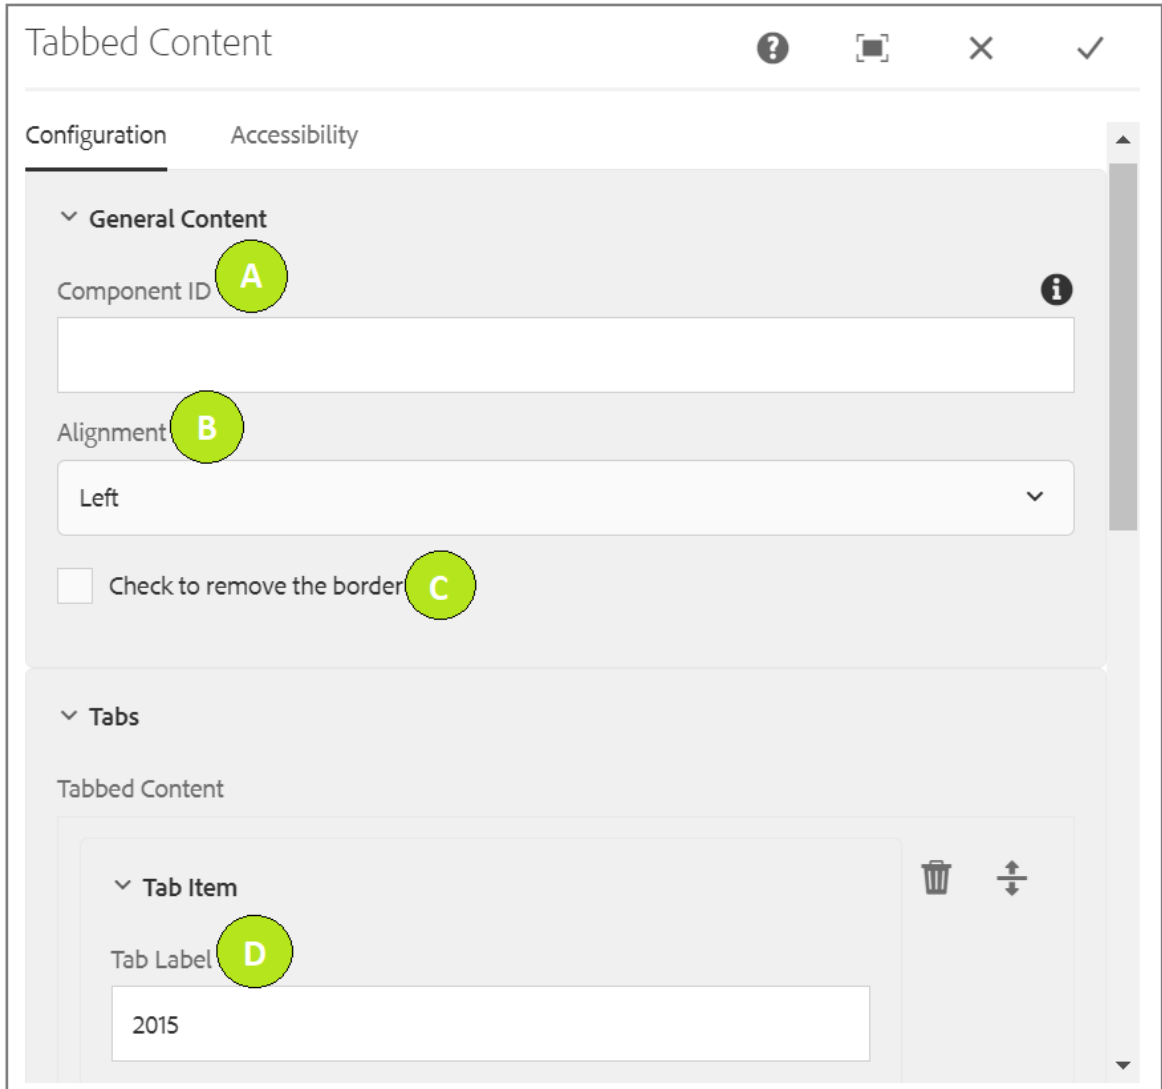 Tabbed Content
Configuration Accessibility
General Content
A
Component ID
B
Alignment
Left
Check to remove the border C
Tabs
Tabbed Content
Tab Item
D
Tab Label
2015